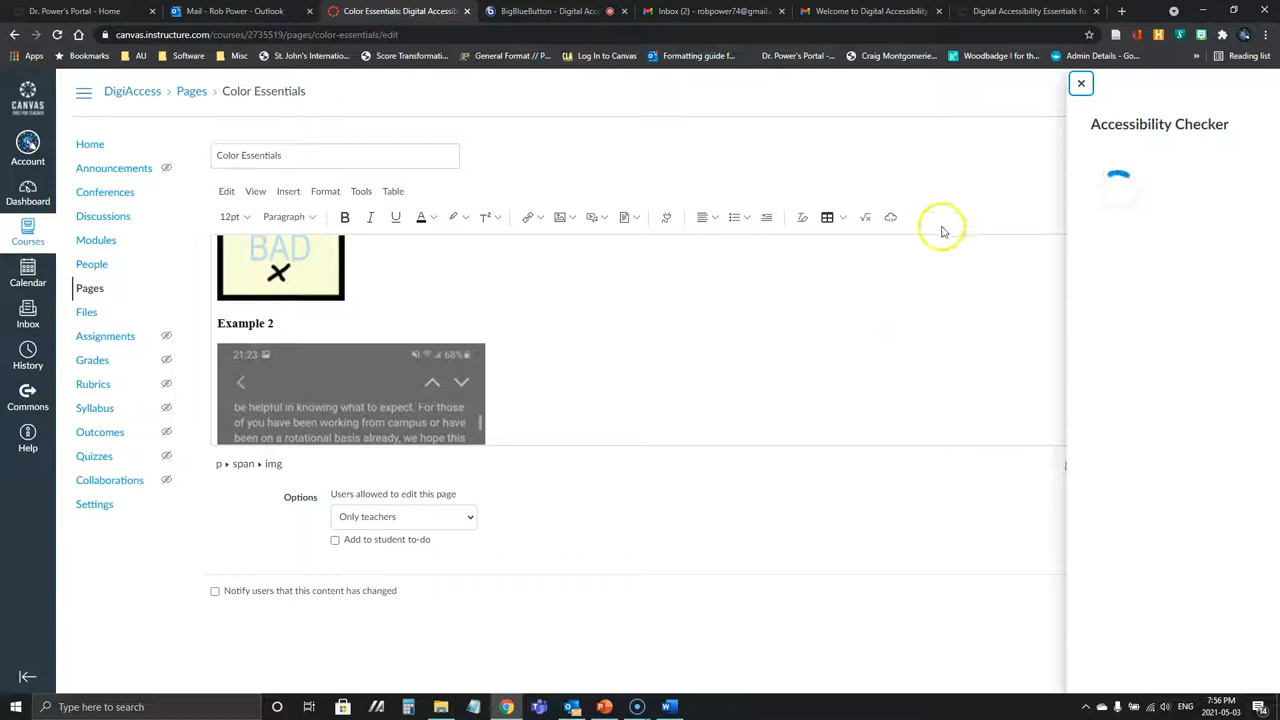 Dr. Power's Portal - Home
Mail - Rob Power - Outlook
Color Essentials: Digital Accessib
BigBlueButton - Digital Acce
Inbox (2) - robpower74@gmail.
Welcome to Digital Accessibility
Digital Accessibility Essentials fo
canvas.instructure.com/courses/2735519/pages/color-essentials/edit
Apps
Bookmarks
AU
Software
Misc
Score Transformatio...
General Format // P...
Log In to Canvas
Formatting guide f...
Dr. Power's Portal
Craig Montgomerie...
Woodbadge I for th...
Admin Details - Go...
Reading list
CANVAS
FREE FOR TEACHER
Account
Dashboard
Courses
Calendar
Inbox
History
Commons
Help
DigiAccess › Pages › Color Essentials
Home
Announcements
Conferences
Discussions
Modules
People
Pages
Files
Assignments
Grades
Rubrics
Syllabus
Outcomes
Quizzes
Collaborations
Settings
Color Essentials
Edit View Insert Format Tools Table
12pt Paragraph
BAD
Example 2
21:23 68%
be helpful in knowing what to expect. For those
of you have been working from campus or have
been on a rotational basis already, we hope this
p ▸ span ▸ img
Options
Users allowed to edit this page
Only teachers
Add to student to-do
Notify users that this content has changed
Accessibility Checker
Type here to search
ENG
7:56 PM
2021-05-03